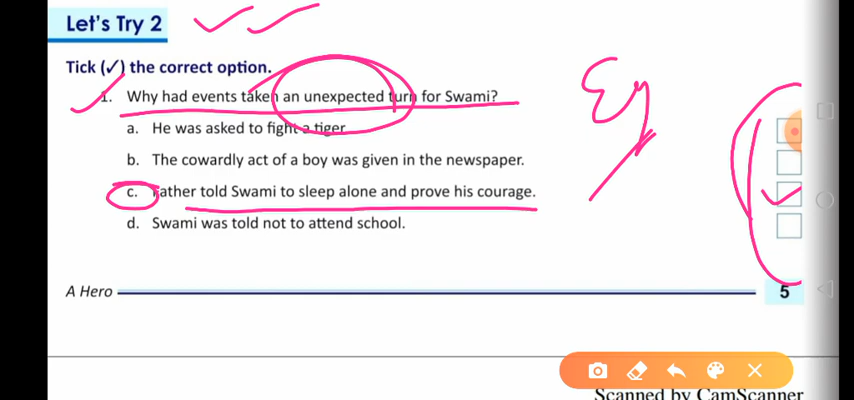 Let's Try 2
Tick (✓) the correct option.
1. Why had events taken an unexpected turn for Swami?
a. He was asked to fight a tiger.
b. The cowardly act of a boy was given in the newspaper.
c. Father told Swami to sleep alone and prove his courage.
d. Swami was told not to attend school.
A Hero
5
Scanned by CamScanner